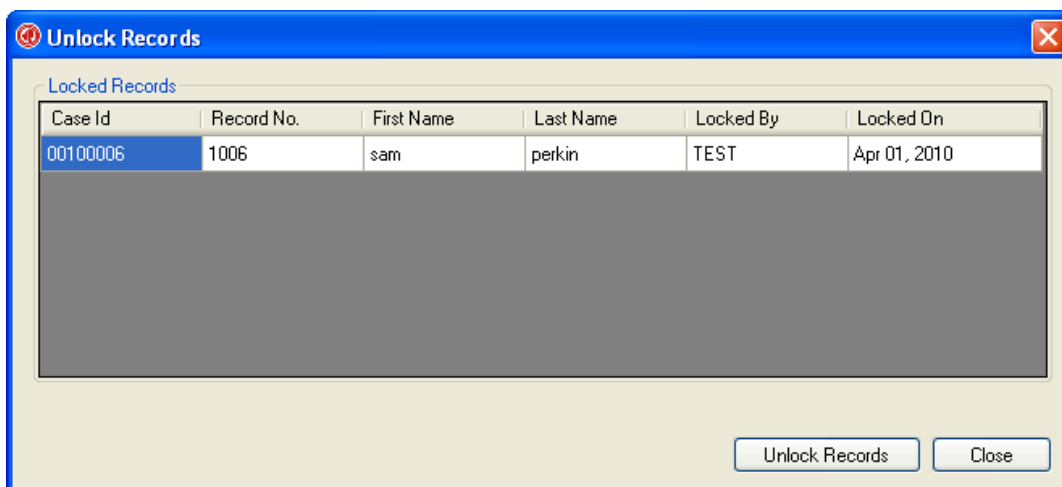 Unlock Records
Locked Records
Case Id Record No. First Name Last Name Locked By Locked On
00100006 1006 sam perkin TEST Apr 01, 2010
Unlock Records Close